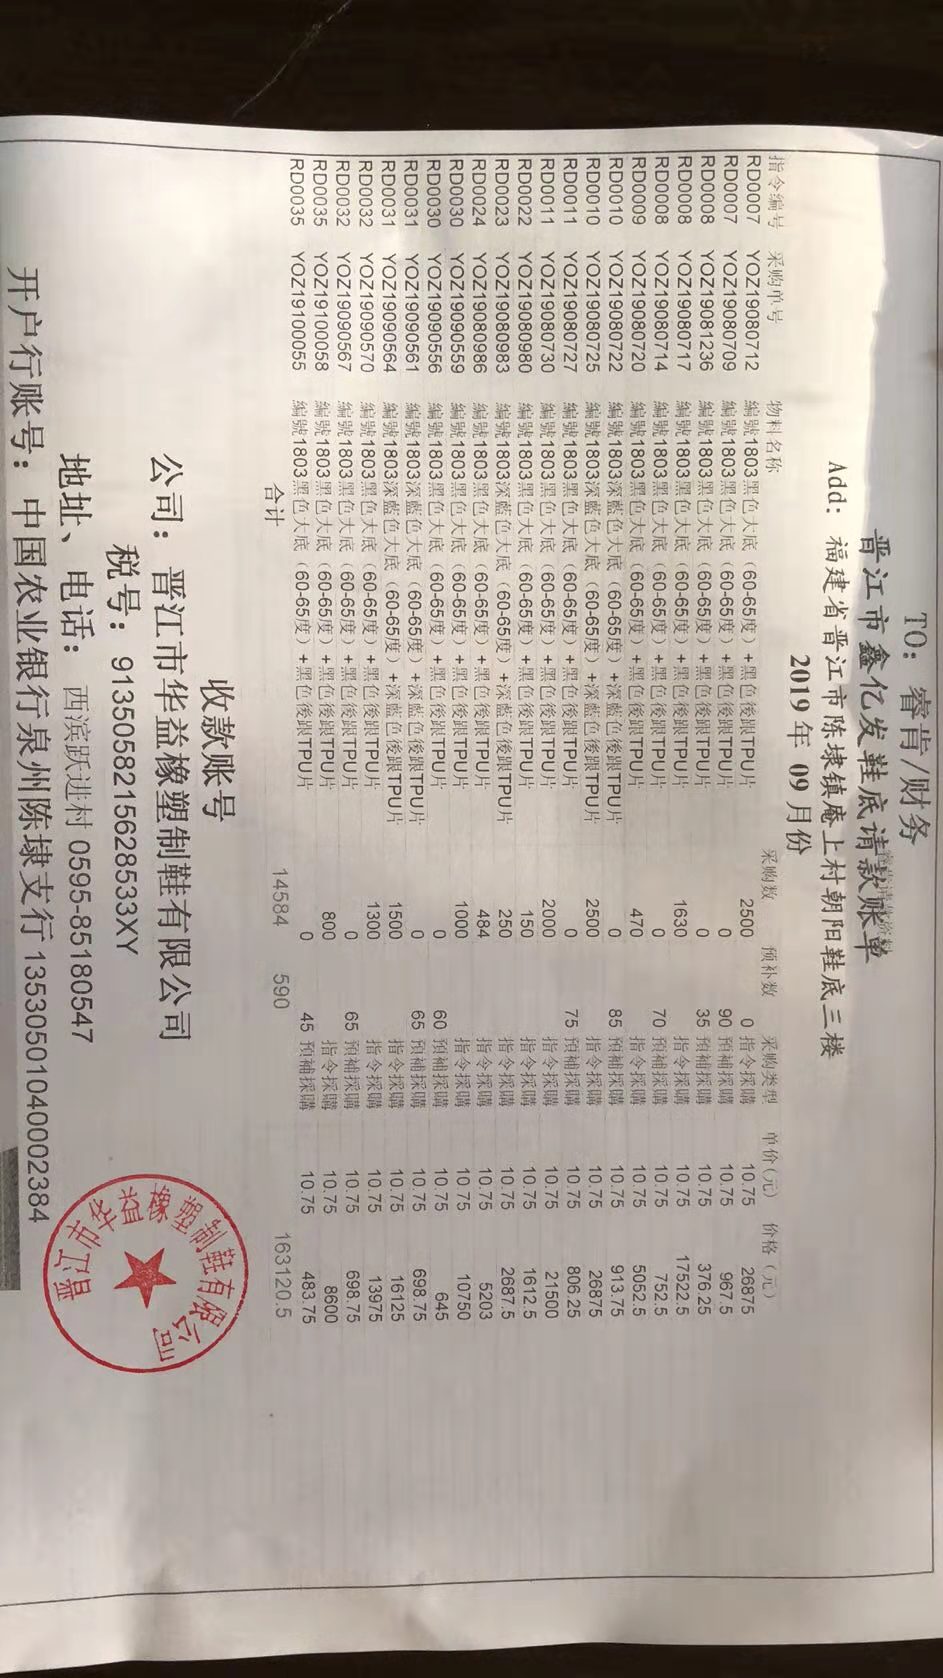 TO：睿肯/财务
晋江市鑫亿发鞋底请款账单
Add：福建省晋江市陈埭镇庵上村朝阳鞋底三楼
2019年 09月份
指令编号 采购单号 物料名称 采购数 预补数 采购类型 单价(元) 价格（元）
RD0007 YOZ19080712 編號1803黑色大底（60-65度）+黑色後跟TPU片 2500 0 指令採購 10.75 26875
RD0007 YOZ19080709 編號1803黑色大底（60-65度）+黑色後跟TPU片 0 90 預補採購 10.75 967.5
RD0008 YOZ19081236 編號1803黑色大底（60-65度）+黑色後跟TPU片 0 35 預補採購 10.75 376.25
RD0008 YOZ19080717 編號1803黑色大底（60-65度）+黑色後跟TPU片 1630 指令採購 10.75 17522.5
RD0008 YOZ19080714 編號1803黑色大底（60-65度）+黑色後跟TPU片 0 70 預補採購 10.75 752.5
RD0009 YOZ19080720 編號1803黑色大底（60-65度）+黑色後跟TPU片 470 指令採購 10.75 5052.5
RD0010 YOZ19080722 編號1803深藍色大底（60-65度）+深藍色後跟TPU片 0 85 預補採購 10.75 913.75
RD0010 YOZ19080725 編號1803深藍色大底（60-65度）+深藍色後跟TPU片 2500 指令採購 10.75 26875
RD0011 YOZ19080727 編號1803黑色大底（60-65度）+黑色後跟TPU片 0 75 預補採購 10.75 806.25
RD0011 YOZ19080730 編號1803黑色大底（60-65度）+黑色後跟TPU片 2000 指令採購 10.75 21500
RD0022 YOZ19080980 編號1803黑色大底（60-65度）+黑色後跟TPU片 150 指令採購 10.75 1612.5
RD0023 YOZ19080983 編號1803深藍色大底（60-65度）+深藍色後跟TPU片 250 指令採購 10.75 2687.5
RD0024 YOZ19080986 編號1803黑色大底（60-65度）+黑色後跟TPU片 484 指令採購 10.75 5203
RD0030 YOZ19090559 編號1803黑色大底（60-65度）+黑色後跟TPU片 1000 指令採購 10.75 10750
RD0030 YOZ19090556 編號1803黑色大底（60-65度）+黑色後跟TPU片 0 60 預補採購 10.75 645
RD0031 YOZ19090561 編號1803深藍色大底（60-65度）+深藍色後跟TPU片 0 65 預補採購 10.75 698.75
RD0031 YOZ19090564 編號1803深藍色大底（60-65度）+深藍色後跟TPU片 1500 指令採購 10.75 16125
RD0032 YOZ19090570 編號1803黑色大底（60-65度）+黑色後跟TPU片 1300 指令採購 10.75 13975
RD0032 YOZ19090567 編號1803黑色大底（60-65度）+黑色後跟TPU片 0 65 預補採購 10.75 698.75
RD0035 YOZ19100058 編號1803黑色大底（60-65度）+黑色後跟TPU片 800 指令採購 10.75 8600
RD0035 YOZ19100055 編號1803黑色大底（60-65度）+黑色後跟TPU片 0 45 預補採購 10.75 483.75
合计 14584 590 163120.5
收款账号
公司：晋江市华益橡塑制鞋有限公司
税号：9135058215628533XY
地址、电话：西滨跃进村 0595-85180547
开户行账号：中国农业银行泉州陈埭支行 13530501040002384
晋江市华益橡塑制鞋有限公司